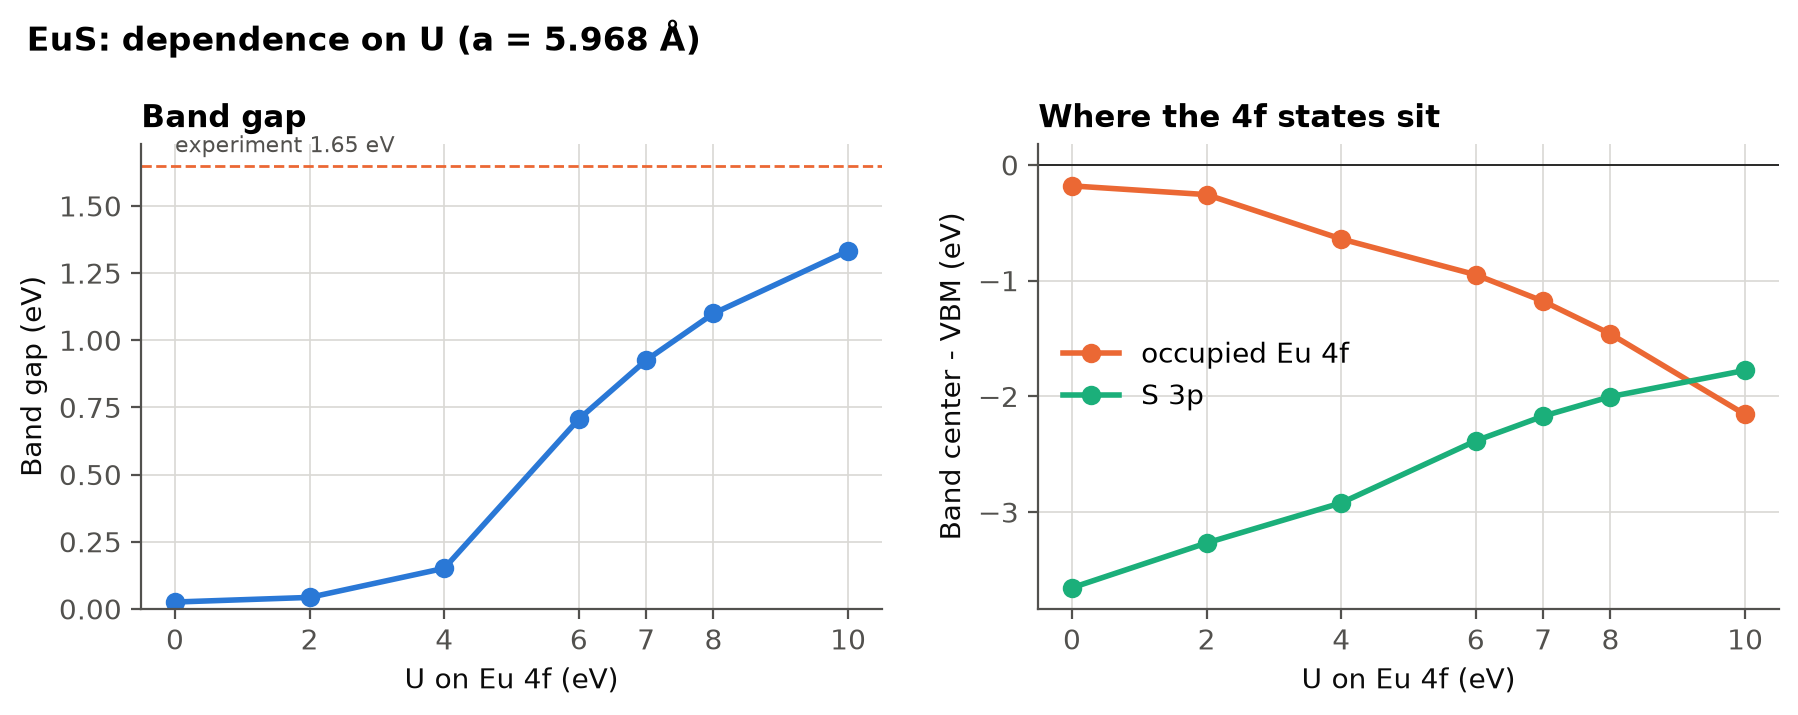 EuS: dependence on U (a = 5.968 Å)
Band gap
experiment 1.65 eV
Band gap (eV)
1.50
1.25
1.00
0.75
0.50
0.25
0.00
0 2 4 6 7 8 10
U on Eu 4f (eV)
Where the 4f states sit
Band center - VBM (eV)
0
−1
−2
−3
occupied Eu 4f
S 3p
0 2 4 6 7 8 10
U on Eu 4f (eV)